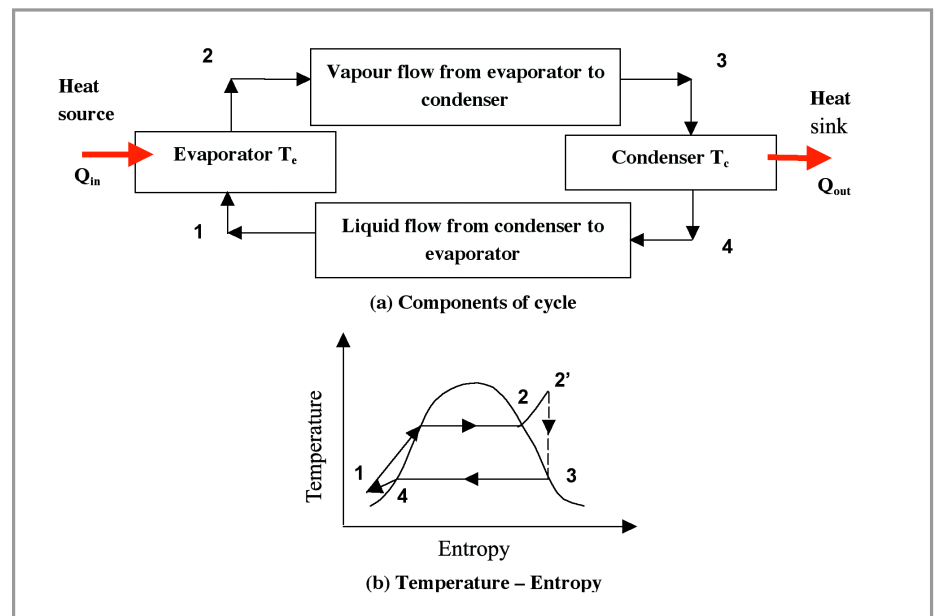 2
Vapour flow from evaporator to
condenser
3
Heat
source
Heat
sink
Evaporator Te
Condenser Tc
Qin
Qout
1
Liquid flow from condenser to
evaporator
4
(a) Components of cycle
Temperature
2'
2
1
3
4
Entropy
(b) Temperature – Entropy